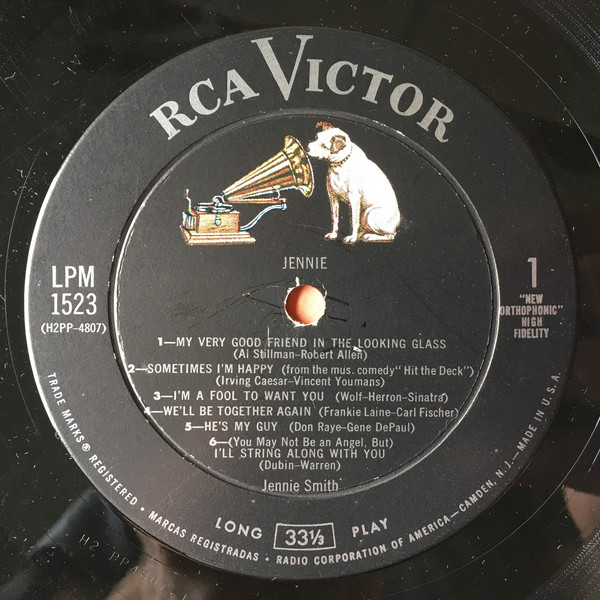 RCA VICTOR
JENNIE
LPM
1523
(H2PP-4807)
1
"NEW
ORTHOPHONIC"
HIGH
FIDELITY
1—MY VERY GOOD FRIEND IN THE LOOKING GLASS
(Al Stillman-Robert Allen)
2—SOMETIMES I'M HAPPY (from the mus. comedy "Hit the Deck")
(Irving Caesar-Vincent Youmans)
3—I'M A FOOL TO WANT YOU (Wolf-Herron-Sinatra)
4—WE'LL BE TOGETHER AGAIN (Frankie Laine-Carl Fischer)
5—HE'S MY GUY (Don Raye-Gene DePaul)
6—(You May Not Be an Angel, But)
I'LL STRING ALONG WITH YOU
(Dubin-Warren)
Jennie Smith
LONG 33⅓ PLAY
TRADE MARKS ® REGISTERED • MARCAS REGISTRADAS • RADIO CORPORATION OF AMERICA—CAMDEN, N. J.—MADE IN U. S. A.